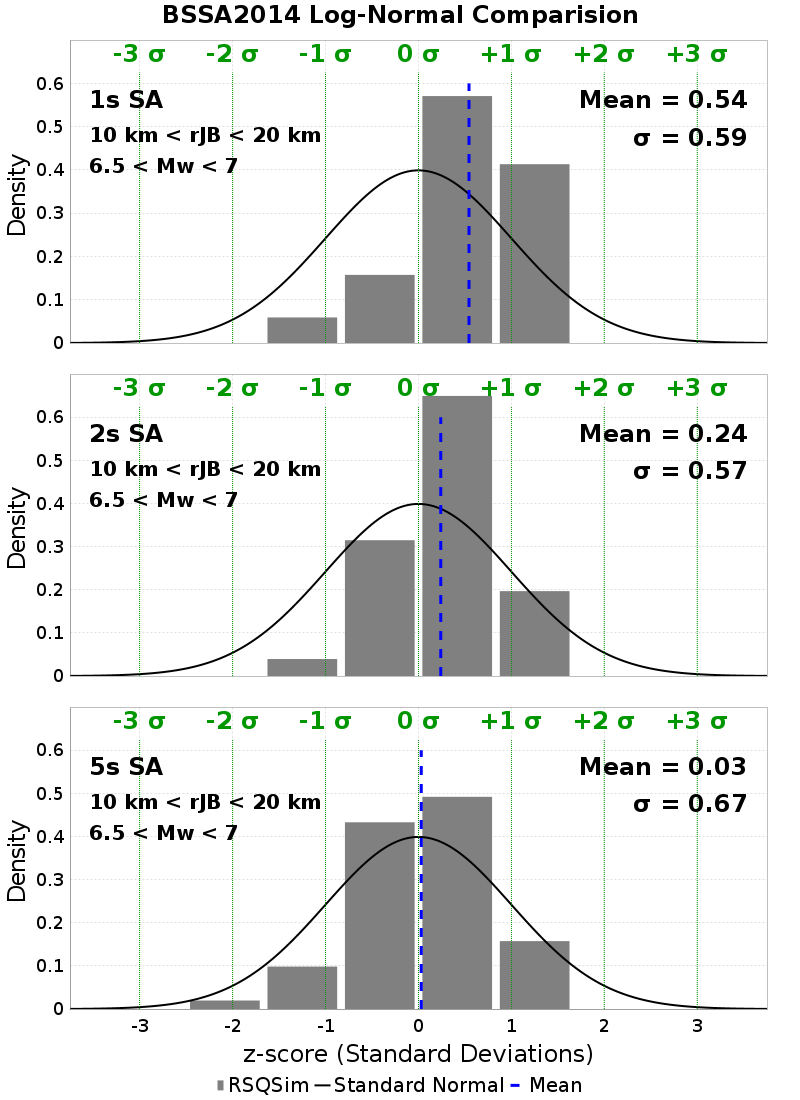 BSSA2014 Log-Normal Comparision
-3 σ -2 σ -1 σ 0 σ +1 σ +2 σ +3 σ
0.6
1s SA
Mean = 0.54
0.5
10 km < rJB < 20 km
σ = 0.59
6.5 < Mw < 7
0.4
0.3
0.2
0.1
0
Density
-3 σ -2 σ -1 σ 0 σ +1 σ +2 σ +3 σ
0.6
2s SA
Mean = 0.24
0.5
10 km < rJB < 20 km
σ = 0.57
6.5 < Mw < 7
0.4
0.3
0.2
0.1
0
Density
-3 σ -2 σ -1 σ 0 σ +1 σ +2 σ +3 σ
0.6
5s SA
Mean = 0.03
0.5
10 km < rJB < 20 km
σ = 0.67
6.5 < Mw < 7
0.4
0.3
0.2
0.1
0
Density
-3 -2 -1 0 1 2 3
z-score (Standard Deviations)
RSQSim Standard Normal Mean